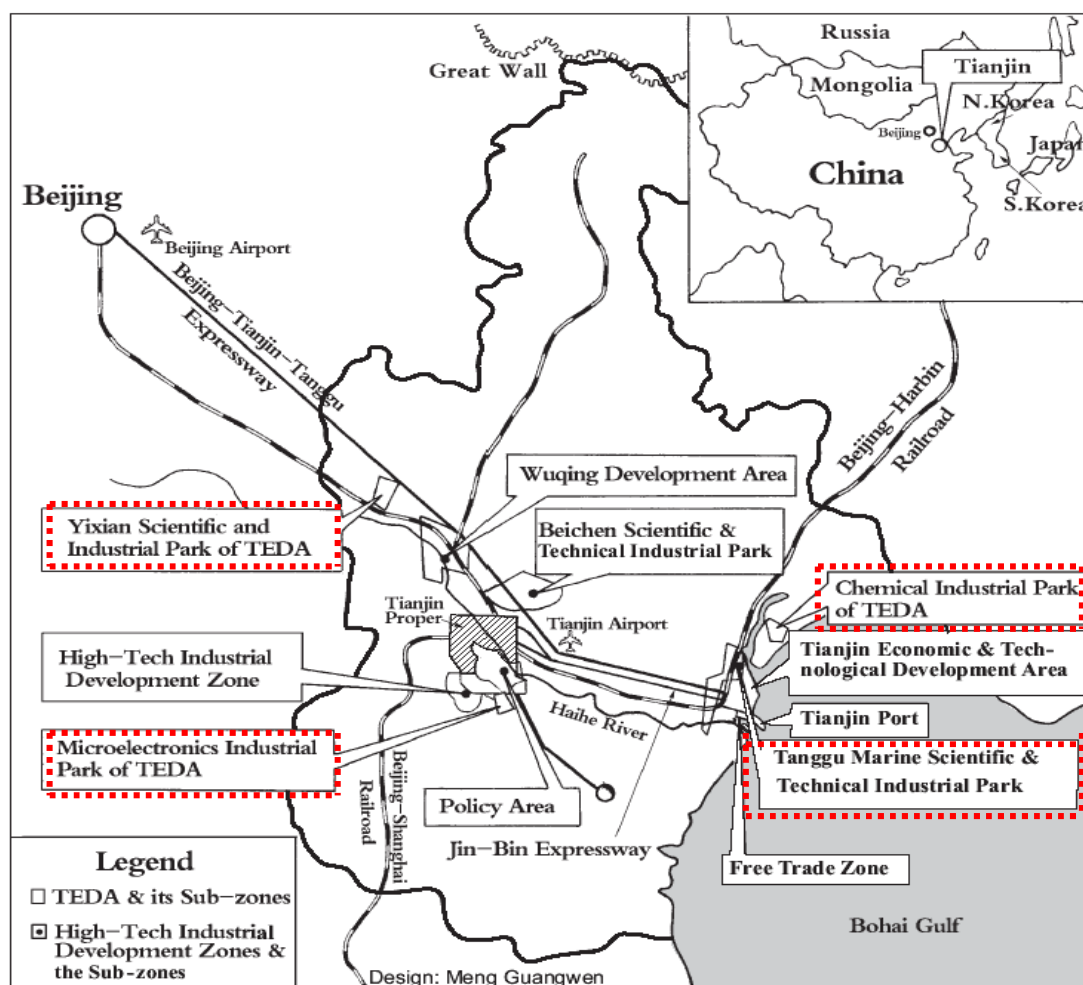 Great Wall
Russia
Mongolia
Tianjin
N.Korea
Beijing
Japan
China
S.Korea
Beijing
Beijing Airport
Beijing-Tianjin-Tanggu
Expressway
Beijing-Harbin
Railroad
Wuqing Development Area
Yixian Scientific and
Industrial Park of TEDA
Beichen Scientific &
Technical Industrial Park
Chemical Industrial Park
of TEDA
Tianjin
Proper
Tianjin Airport
Tianjin Economic & Tech-
nological Development Area
High-Tech Industrial
Development Zone
Haihe River
Tianjin Port
Microelectronics Industrial
Park of TEDA
Tanggu Marine Scientific &
Technical Industrial Park
Beijing-Shanghai
Railroad
Policy Area
Jin-Bin Expressway
Free Trade Zone
Bohai Gulf
Legend
TEDA & its Sub-zones
High-Tech Industrial
Development Zones &
the Sub-zones
Design: Meng Guangwen